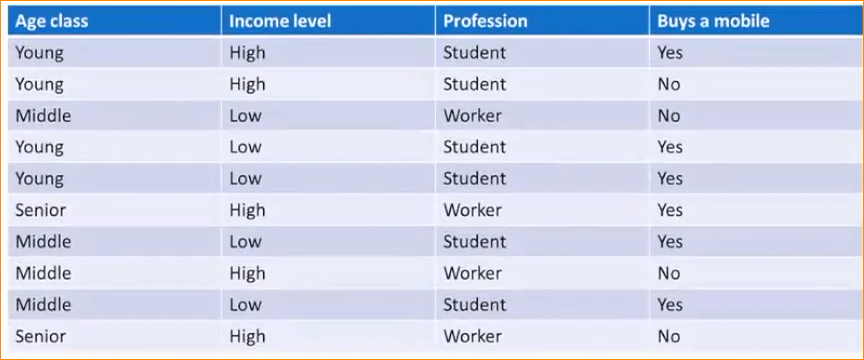 Age class Income level Profession Buys a mobile
Young High Student Yes
Young High Student No
Middle Low Worker No
Young Low Student Yes
Young Low Student Yes
Senior High Worker Yes
Middle Low Student Yes
Middle High Worker No
Middle Low Student Yes
Senior High Worker No